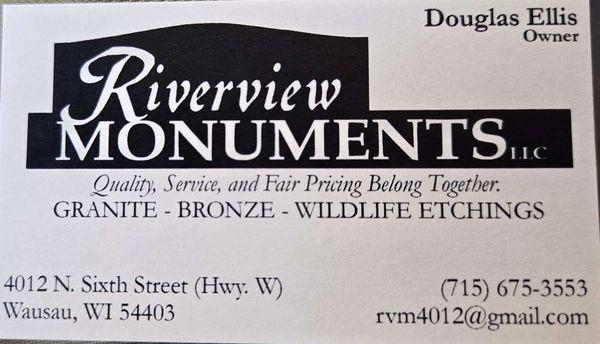 Douglas Ellis
Owner
Riverview
MONUMENTS LLC
Quality, Service, and Fair Pricing Belong Together.
GRANITE - BRONZE - WILDLIFE ETCHINGS
4012 N. Sixth Street (Hwy. W)
Wausau, WI 54403
(715) 675-3553
rvm4012@gmail.com